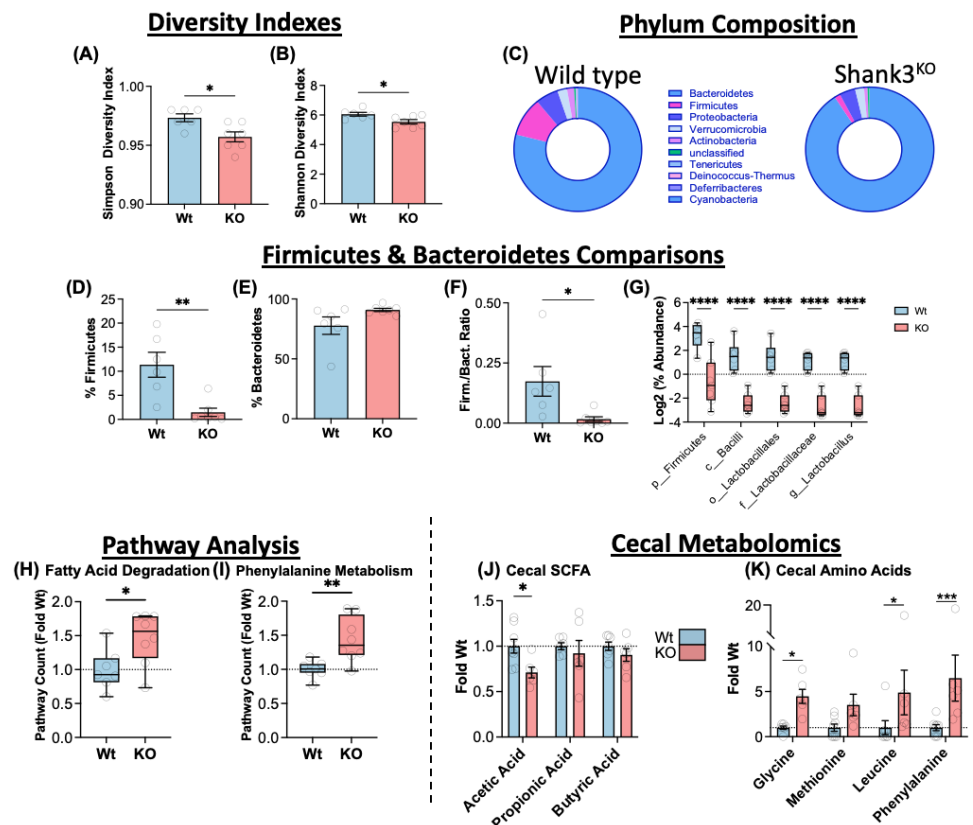 Diversity Indexes
Phylum Composition
(A)
Simpson Diversity Index
1.00
0.95
0.90
*
Wt
KO
(B)
Shannon Diversity Index
8
6
4
2
0
*
Wt
KO
(C)
Wild type
Bacteroidetes
Firmicutes
Proteobacteria
Verrucomicrobia
Actinobacteria
unclassified
Tenericutes
Deinococcus-Thermus
Deferribacteres
Cyanobacteria
Shank3KO
Firmicutes & Bacteroidetes Comparisons
(D)
% Firmicutes
25
20
15
10
5
0
**
Wt
KO
(E)
% Bacteroidetes
100
50
0
Wt
KO
(F)
Firm./Bact. Ratio
0.50
0.25
0.00
*
Wt
KO
(G)
Log2 (% Abundance)
6
4
2
0
-2
-4
**** **** **** **** ****
p__Firmicutes
c__Bacilli
o__Lactobacillales
f__Lactobacillaceae
g__Lactobacillus
Wt
KO
Pathway Analysis
(H) Fatty Acid Degradation
Pathway Count (Fold Wt)
2.0
1.5
1.0
0.5
0.0
*
Wt
KO
(I) Phenylalanine Metabolism
Pathway Count (Fold Wt)
2.0
1.5
1.0
0.5
0.0
**
Wt
KO
Cecal Metabolomics
(J) Cecal SCFA
Fold Wt
1.5
1.0
0.5
0.0
*
Acetic Acid
Propionic Acid
Butyric Acid
Wt
KO
(K) Cecal Amino Acids
Fold Wt
20
10
5
0
*
*
***
Glycine
Methionine
Leucine
Phenylalanine